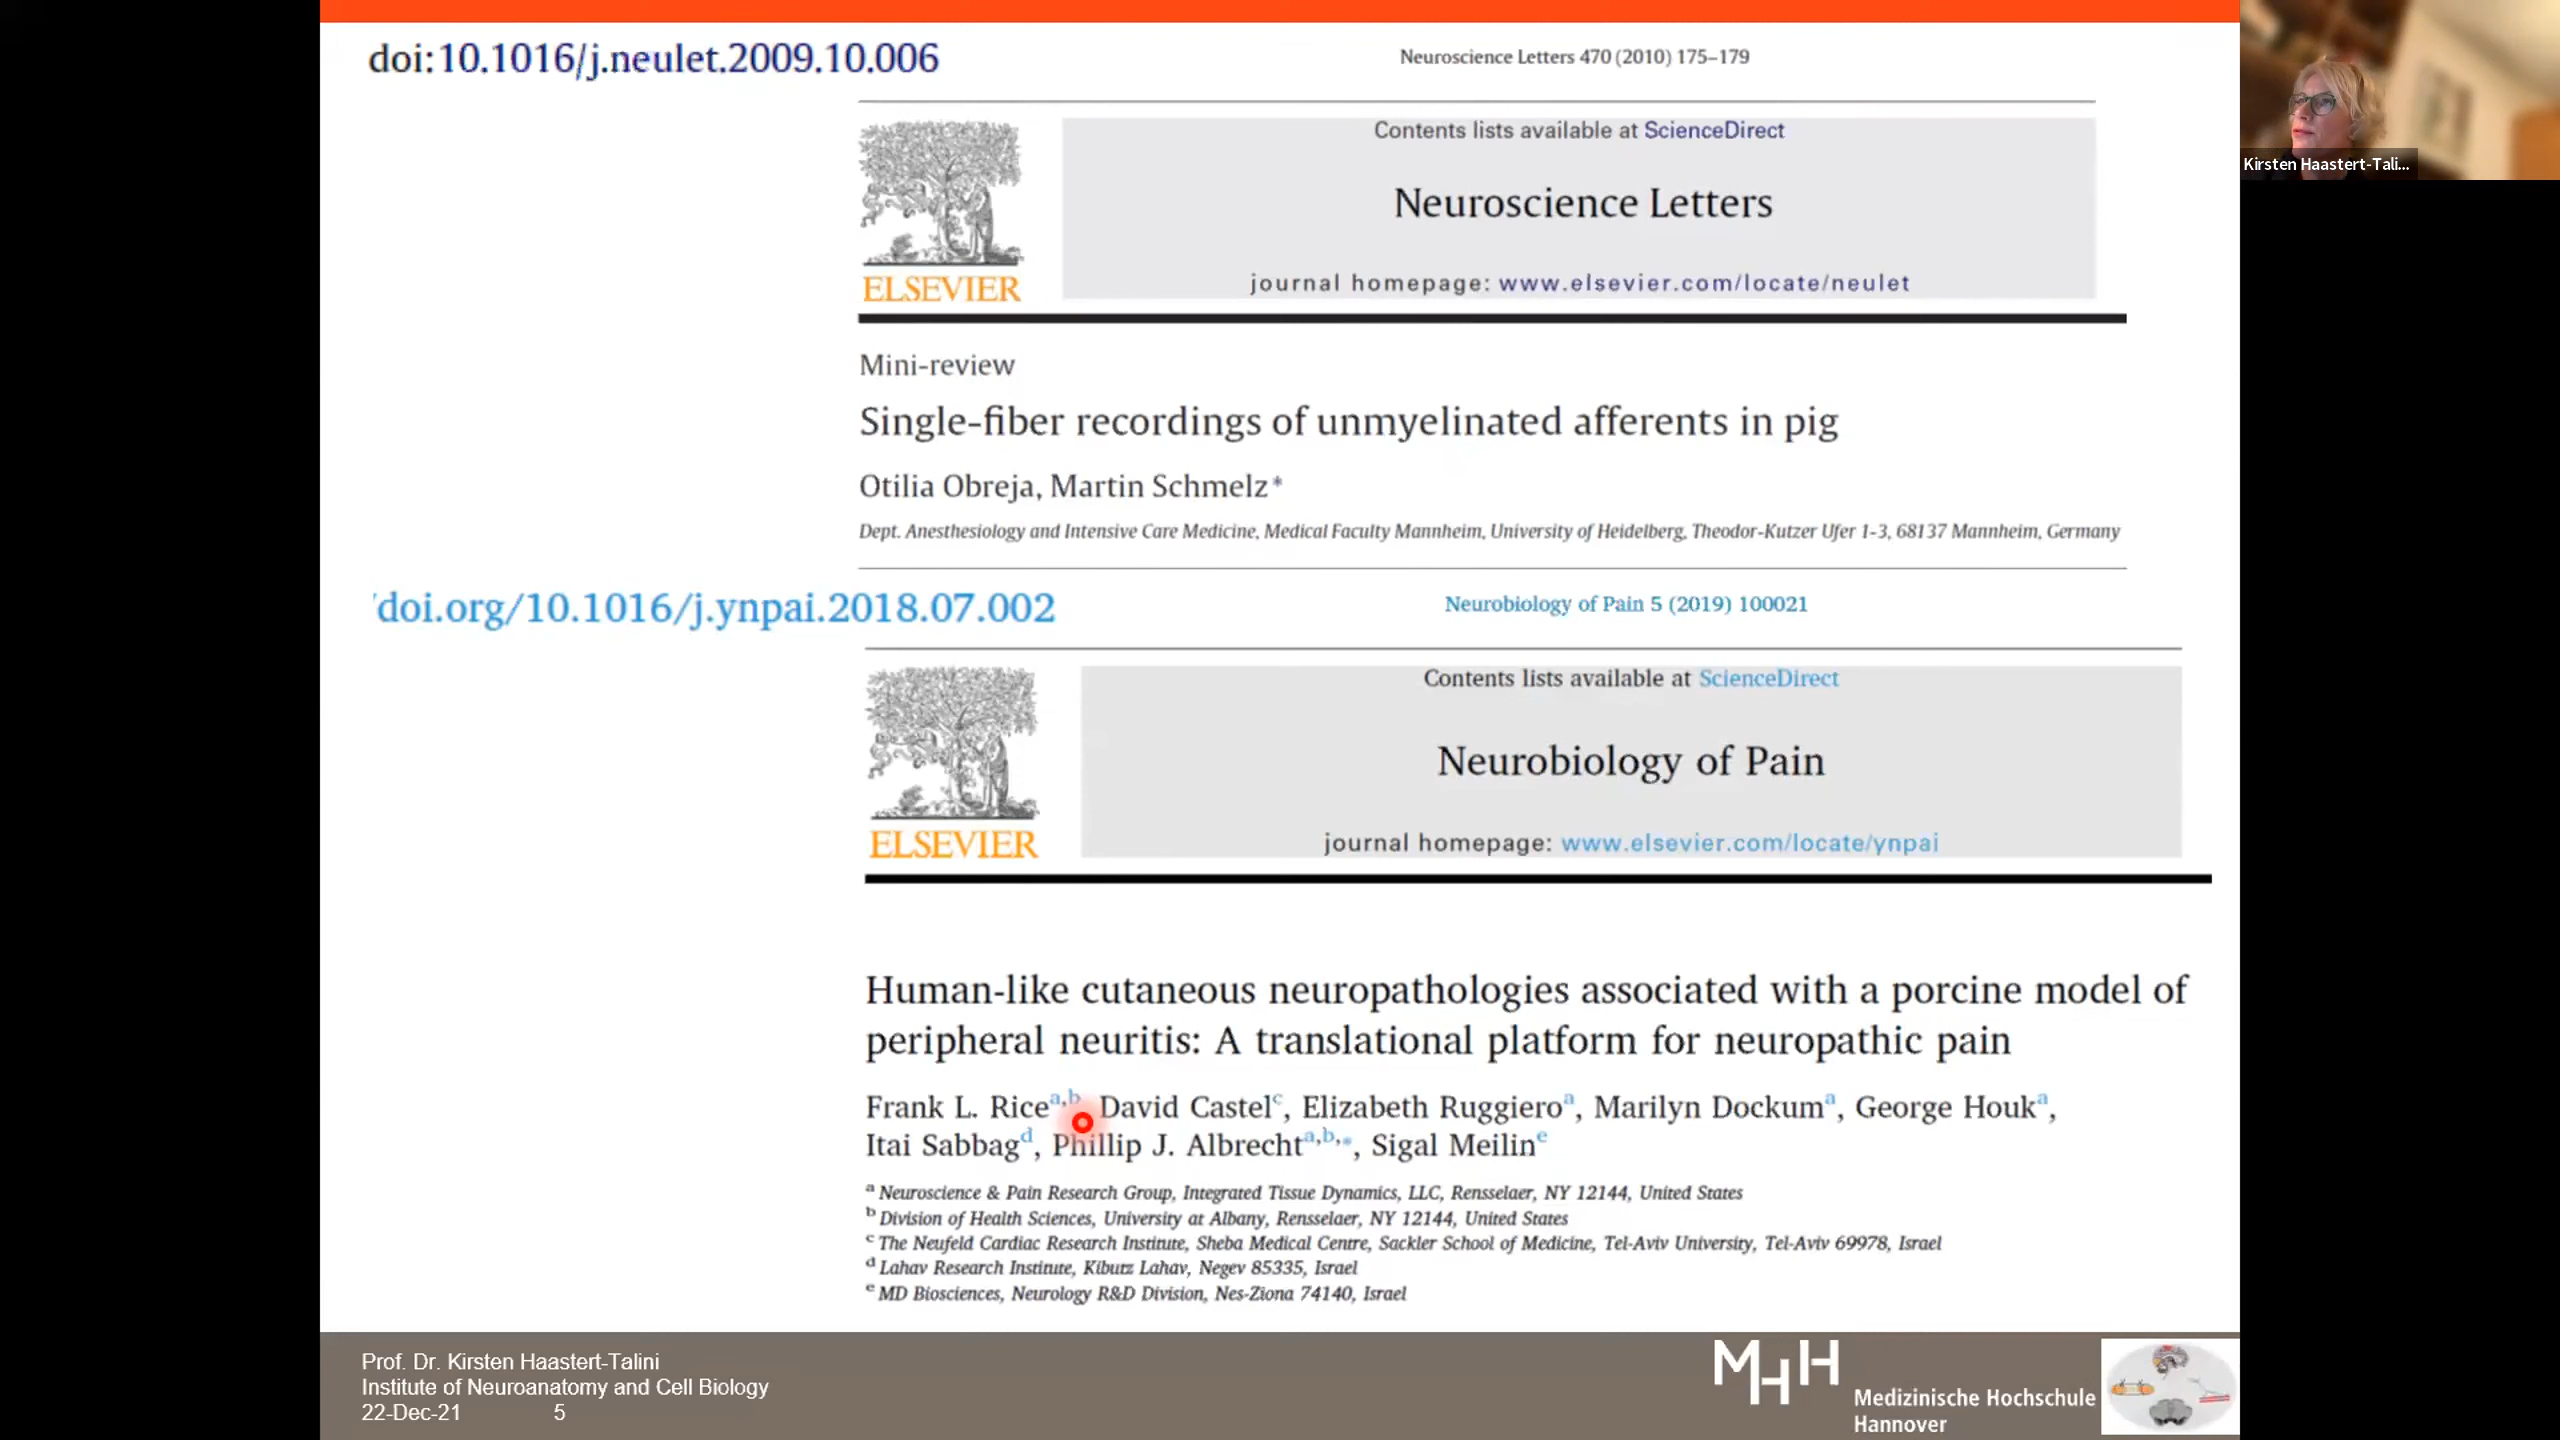 doi:10.1016/j.neulet.2009.10.006
Neuroscience Letters 470 (2010) 175–179
Contents lists available at ScienceDirect
Neuroscience Letters
journal homepage: www.elsevier.com/locate/neulet
ELSEVIER
Mini-review
Single-fiber recordings of unmyelinated afferents in pig
Otilia Obreja, Martin Schmelz*
Dept. Anesthesiology and Intensive Care Medicine, Medical Faculty Mannheim, University of Heidelberg, Theodor-Kutzer Ufer 1-3, 68137 Mannheim, Germany
/doi.org/10.1016/j.ynpai.2018.07.002
Neurobiology of Pain 5 (2019) 100021
Contents lists available at ScienceDirect
Neurobiology of Pain
journal homepage: www.elsevier.com/locate/ynpai
ELSEVIER
Human-like cutaneous neuropathologies associated with a porcine model of
peripheral neuritis: A translational platform for neuropathic pain
Frank L. Rice a,b, David Castel c, Elizabeth Ruggiero a, Marilyn Dockum a, George Houk a,
Itai Sabbag d, Phillip J. Albrecht a,b,*, Sigal Meilin e
a Neuroscience & Pain Research Group, Integrated Tissue Dynamics, LLC, Rensselaer, NY 12144, United States
b Division of Health Sciences, University at Albany, Rensselaer, NY 12144, United States
c The Neufeld Cardiac Research Institute, Sheba Medical Centre, Sackler School of Medicine, Tel-Aviv University, Tel-Aviv 69978, Israel
d Lahav Research Institute, Kibutz Lahav, Negev 85335, Israel
e MD Biosciences, Neurology R&D Division, Nes-Ziona 74140, Israel
Prof. Dr. Kirsten Haastert-Talini
Institute of Neuroanatomy and Cell Biology
22-Dec-21 5
MHH
Medizinische Hochschule
Hannover
Kirsten Haastert-Tali...